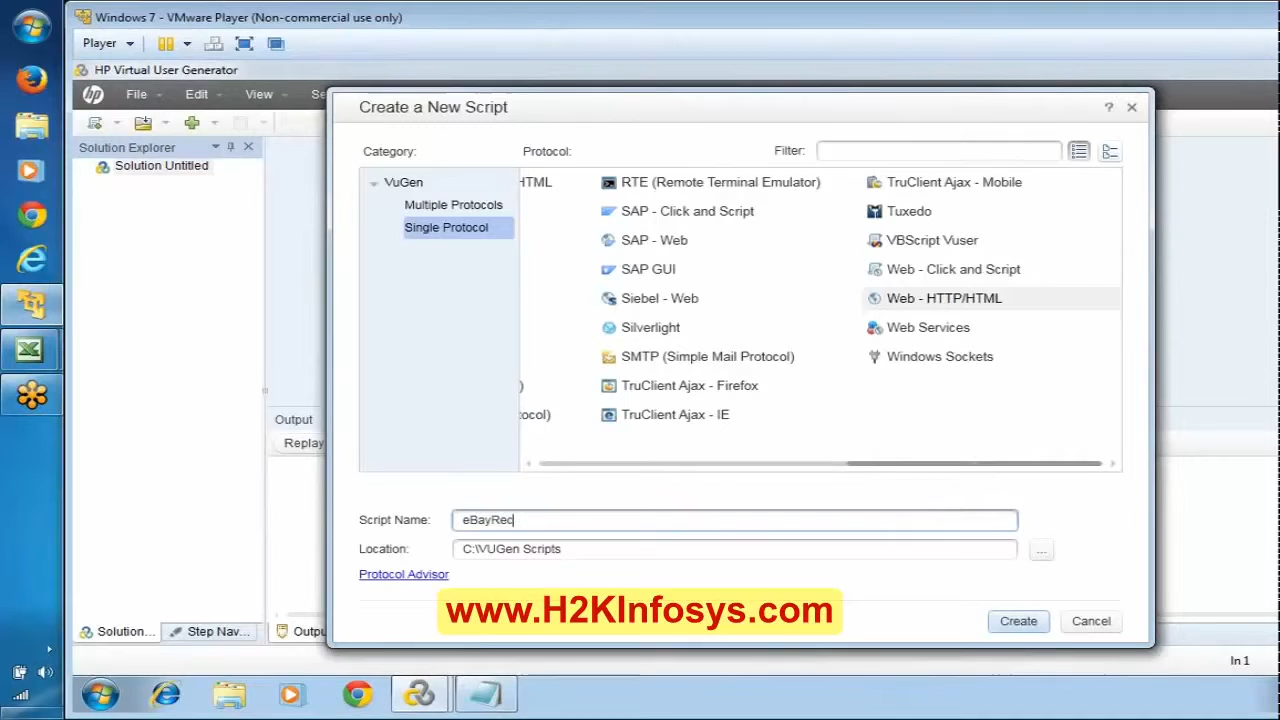 Windows 7 - VMware Player (Non-commercial use only)
Player
HP Virtual User Generator
hp File Edit View Se
Create a New Script
Solution Explorer
Solution Untitled
Category: Protocol: Filter:
VuGen
Multiple Protocols
Single Protocol
HTML
)
tocol)
RTE (Remote Terminal Emulator)
SAP - Click and Script
SAP - Web
SAP GUI
Siebel - Web
Silverlight
SMTP (Simple Mail Protocol)
TruClient Ajax - Firefox
TruClient Ajax - IE
TruClient Ajax - Mobile
Tuxedo
VBScript Vuser
Web - Click and Script
Web - HTTP/HTML
Web Services
Windows Sockets
Output
Replay
Script Name: eBayRec
Location: C:\VUGen Scripts ...
Protocol Advisor
www.H2KInfosys.com
Create Cancel
Solution... Step Nav... Outpu
ln 1